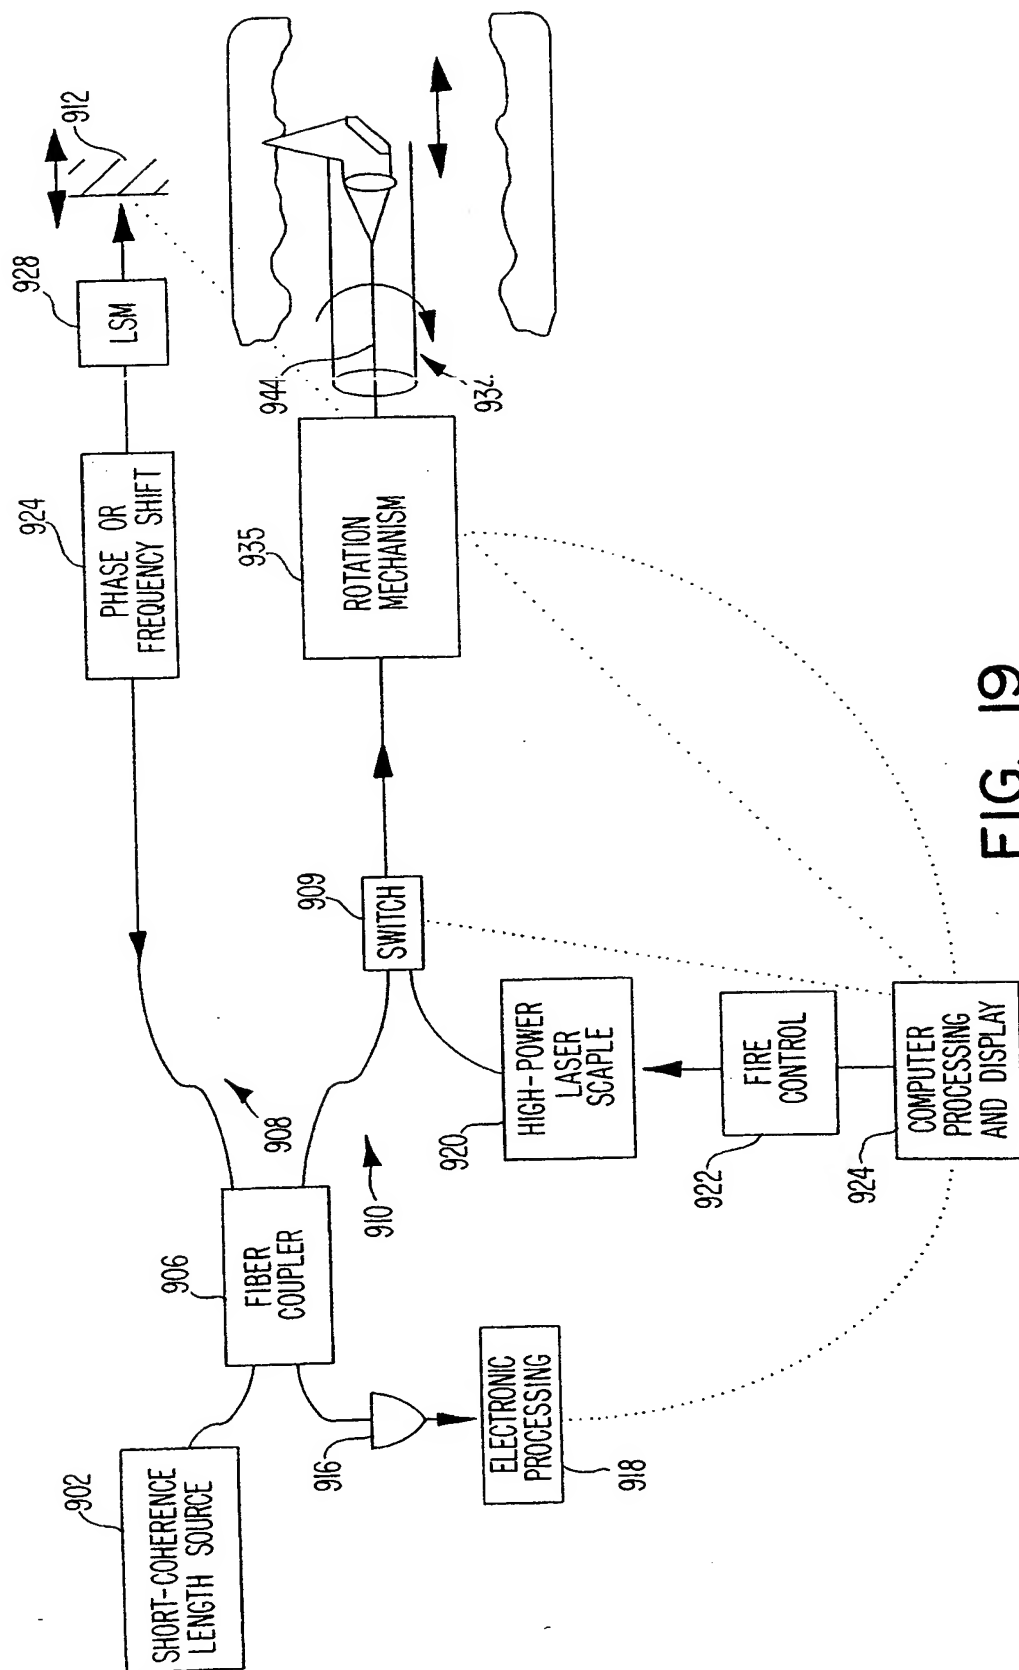 902
SHORT-COHERENCE
LENGTH SOURCE
906
FIBER
COUPLER
908
910
916
ELECTRONIC
PROCESSING
918
924
PHASE OR
FREQUENCY SHIFT
928
LSM
912
909
SWITCH
935
ROTATION
MECHANISM
944
934
920
HIGH-POWER
LASER
SCAPLE
922
FIRE
CONTROL
924
COMPUTER
PROCESSING
AND DISPLAY
FIG. 19